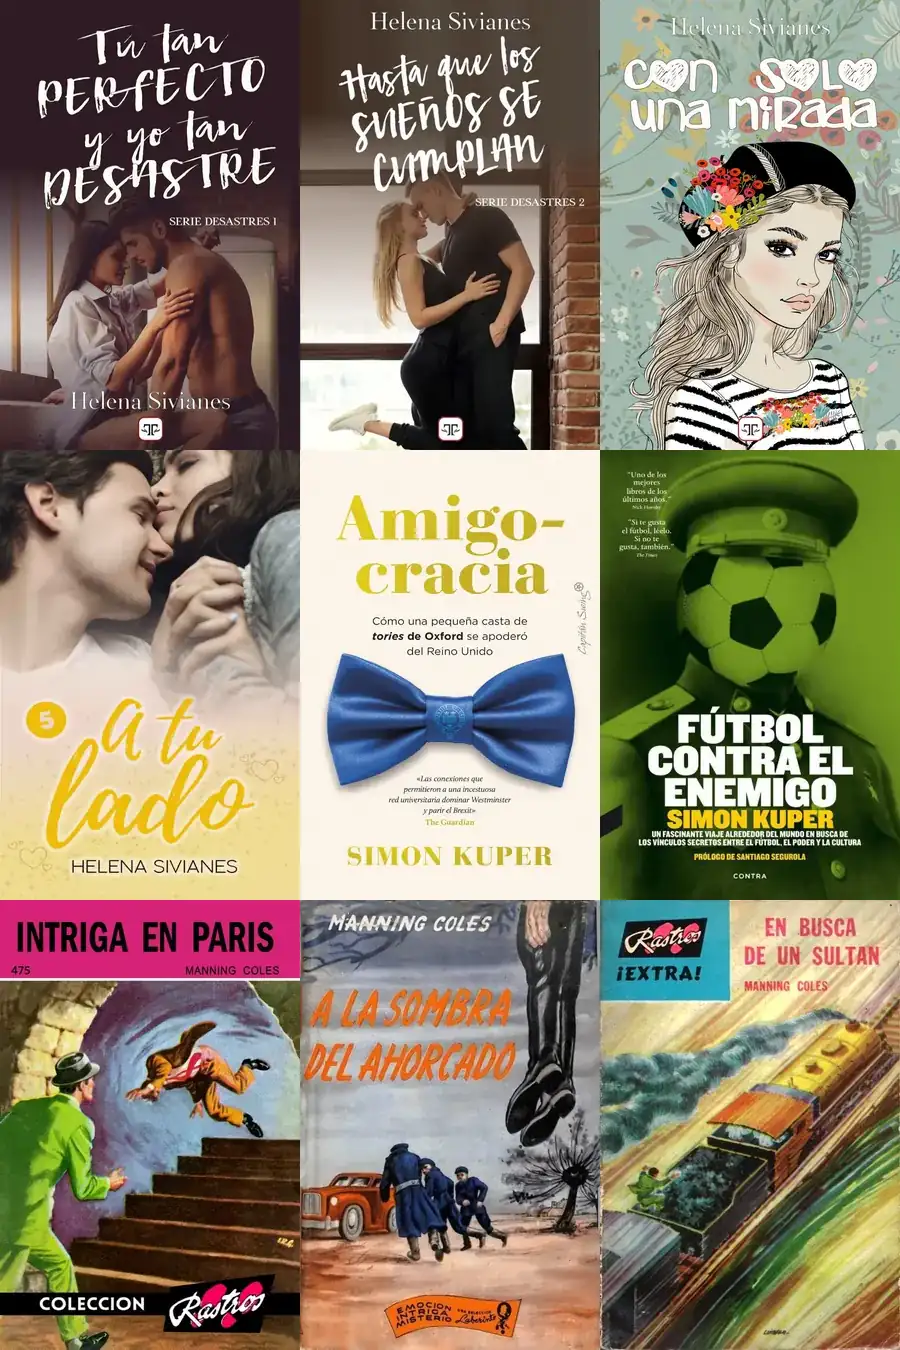 Tú tan
PERFECTO
y yo tan
DESASTRE
SERIE DESASTRES 1
Helena Sivianes
Helena Sivianes
Hasta que los
SUEÑOS SE
CUMPLAN
SERIE DESASTRES 2
Helena Sivianes
CON SOLO
una mirada
5
A tu
lado
HELENA SIVIANES
Amigo-
cracia
Cómo una pequeña casta de
tories de Oxford se apoderó
del Reino Unido
Capitán Swing®
«Las conexiones que
permitieron a una incestuosa
red universitaria dominar Westminster
y parir el Brexit»
The Guardian
SIMON KUPER
"Uno de los
mejores
libros de los
últimos años."
Nick Hornby
"Si te gusta
el fútbol, léelo.
Si no te
gusta, también."
The Times
FÚTBOL
CONTRA EL
ENEMIGO
SIMON KUPER
UN FASCINANTE VIAJE ALREDEDOR DEL MUNDO EN BUSCA DE
LOS VÍNCULOS SECRETOS ENTRE EL FÚTBOL, EL PODER Y LA CULTURA
PRÓLOGO DE SANTIAGO SEGUROLA
CONTRA
INTRIGA EN PARIS
475 MANNING COLES
COLECCION Rastros
MANNING COLES
A LA SOMBRA
DEL AHORCADO
EMOCION
INTRIGA
MISTERIO
UNA SELECCION
Laberinto
Rastros
¡EXTRA!
EN BUSCA
DE UN SULTAN
MANNING COLES